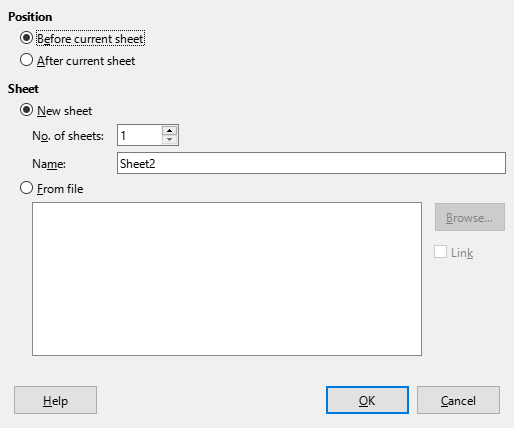 Position
Before current sheet
After current sheet
Sheet
New sheet
No. of sheets: 1
Name: Sheet2
From file
Browse...
Link
Help OK Cancel